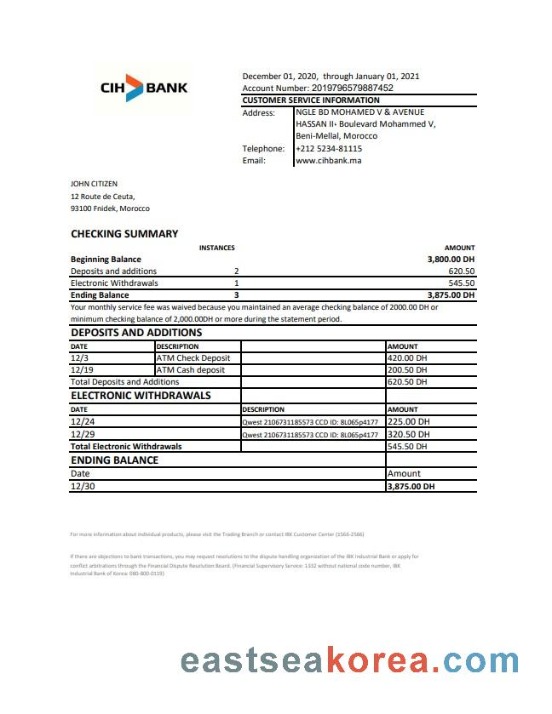 CIH BANK
December 01, 2020,  through January 01, 2021
Account Number: 2019796579887452
CUSTOMER SERVICE INFORMATION
Address: NGLE BD MOHAMED V & AVENUE
HASSAN II- Boulevard Mohammed V,
Beni-Mellal, Morocco
Telephone: +212 5234-81115
Email: www.cihbank.ma
JOHN CITIZEN
12 Route de Ceuta,
93100 Fnidek, Morocco
CHECKING SUMMARY
INSTANCES AMOUNT
Beginning Balance 3,800.00 DH
Deposits and additions 2 620.50
Electronic Withdrawals 1 545.50
Ending Balance 3 3,875.00 DH
Your monthly service fee was waived because you maintained an average checking balance of 2000.00 DH or
minimum checking balance of 2,000.00DH or more during the statement period.
DEPOSITS AND ADDITIONS
DATE DESCRIPTION AMOUNT
12/3 ATM Check Deposit 420.00 DH
12/19 ATM Cash deposit 200.50 DH
Total Deposits and Additions 620.50 DH
ELECTRONIC WITHDRAWALS
DATE DESCRIPTION AMOUNT
12/24 Qwest 2106731185573 CCD ID: 8L065p4177 225.00 DH
12/29 Qwest 2106731185573 CCD ID: 8L065p4177 320.50 DH
Total Electronic Withdrawals 545.50 DH
ENDING BALANCE
Date Amount
12/30 3,875.00 DH
For more information about individual products, please visit the Trading Branch or contact IBK Customer Center (1566-2566)
If there are objections to bank transactions, you may request resolutions to the dispute handling organization of the IBK Industrial Bank or apply for
conflict arbitrations through the Financial Dispute Resolution Board. (Financial Supervisory Service: 1332 without national code number, IBK
Industrial Bank of Korea: 080-800-0119)
eastseakorea.com